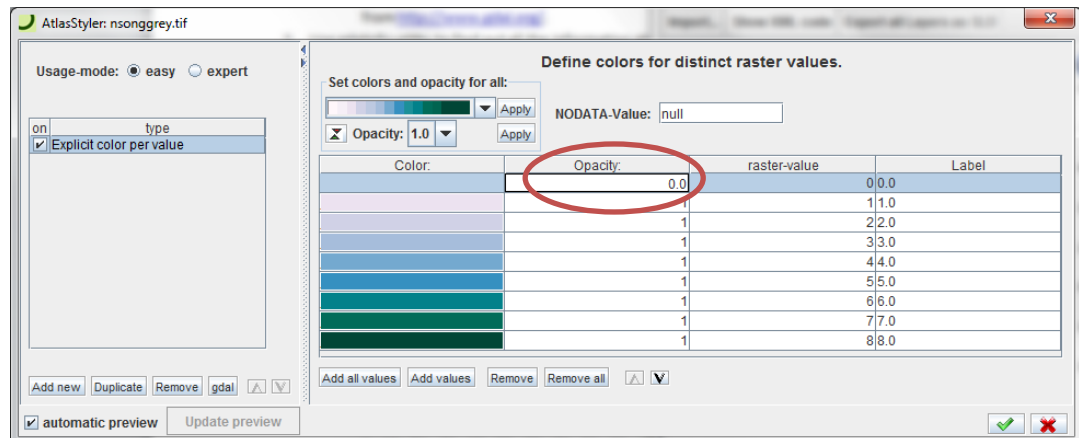 AtlasStyler: nsonggrey.tif
Usage-mode: easy expert
on type
Explicit color per value
Add new Duplicate Remove gdal
automatic preview Update preview
Define colors for distinct raster values.
Set colors and opacity for all:
Apply
NODATA-Value: null
Opacity: 1.0 Apply
Color: Opacity: raster-value Label
0.0 0 0.0
1 1 1.0
1 2 2.0
1 3 3.0
1 4 4.0
1 5 5.0
1 6 6.0
1 7 7.0
1 8 8.0
Add all values Add values Remove Remove all